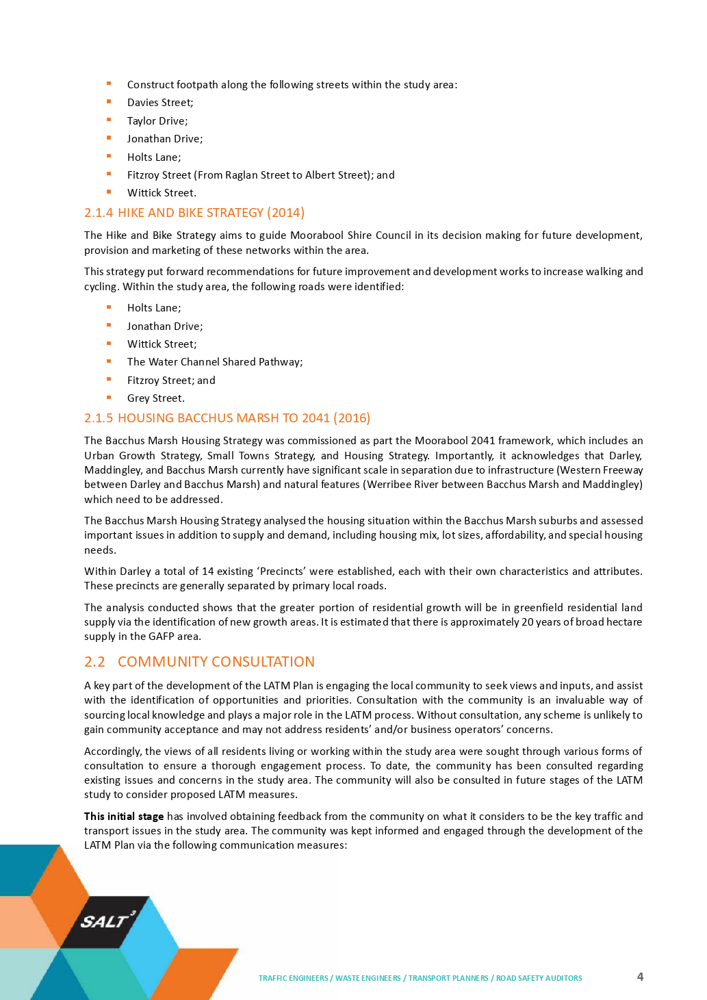 Construct footpath along the following streets within the study area:
Davies Street;
Taylor Drive;
Jonathan Drive;
Holts Lane;
Fitzroy Street (From Raglan Street to Albert Street); and
Wittick Street.
2.1.4 HIKE AND BIKE STRATEGY (2014)
The Hike and Bike Strategy aims to guide Moorabool Shire Council in its decision making for future development,
provision and marketing of these networks within the area.
This strategy put forward recommendations for future improvement and development works to increase walking and
cycling. Within the study area, the following roads were identified:
Holts Lane;
Jonathan Drive;
Wittick Street;
The Water Channel Shared Pathway;
Fitzroy Street; and
Grey Street.
2.1.5 HOUSING BACCHUS MARSH TO 2041 (2016)
The Bacchus Marsh Housing Strategy was commissioned as part the Moorabool 2041 framework, which includes an
Urban Growth Strategy, Small Towns Strategy, and Housing Strategy. Importantly, it acknowledges that Darley,
Maddingley, and Bacchus Marsh currently have significant scale in separation due to infrastructure (Western Freeway
between Darley and Bacchus Marsh) and natural features (Werribee River between Bacchus Marsh and Maddingley)
which need to be addressed.
The Bacchus Marsh Housing Strategy analysed the housing situation within the Bacchus Marsh suburbs and assessed
important issues in addition to supply and demand, including housing mix, lot sizes, affordability, and special housing
needs.
Within Darley a total of 14 existing ‘Precincts’ were established, each with their own characteristics and attributes.
These precincts are generally separated by primary local roads.
The analysis conducted shows that the greater portion of residential growth will be in greenfield residential land
supply via the identification of new growth areas. It is estimated that there is approximately 20 years of broad hectare
supply in the GAFP area.
2.2 COMMUNITY CONSULTATION
A key part of the development of the LATM Plan is engaging the local community to seek views and inputs, and assist
with the identification of opportunities and priorities. Consultation with the community is an invaluable way of
sourcing local knowledge and plays a major role in the LATM process. Without consultation, any scheme is unlikely to
gain community acceptance and may not address residents’ and/or business operators’ concerns.
Accordingly, the views of all residents living or working within the study area were sought through various forms of
consultation to ensure a thorough engagement process. To date, the community has been consulted regarding
existing issues and concerns in the study area. The community will also be consulted in future stages of the LATM
study to consider proposed LATM measures.
This initial stage has involved obtaining feedback from the community on what it considers to be the key traffic and
transport issues in the study area. The community was kept informed and engaged through the development of the
LATM Plan via the following communication measures:
SALT³
TRAFFIC ENGINEERS / WASTE ENGINEERS / TRANSPORT PLANNERS / ROAD SAFETY AUDITORS
4